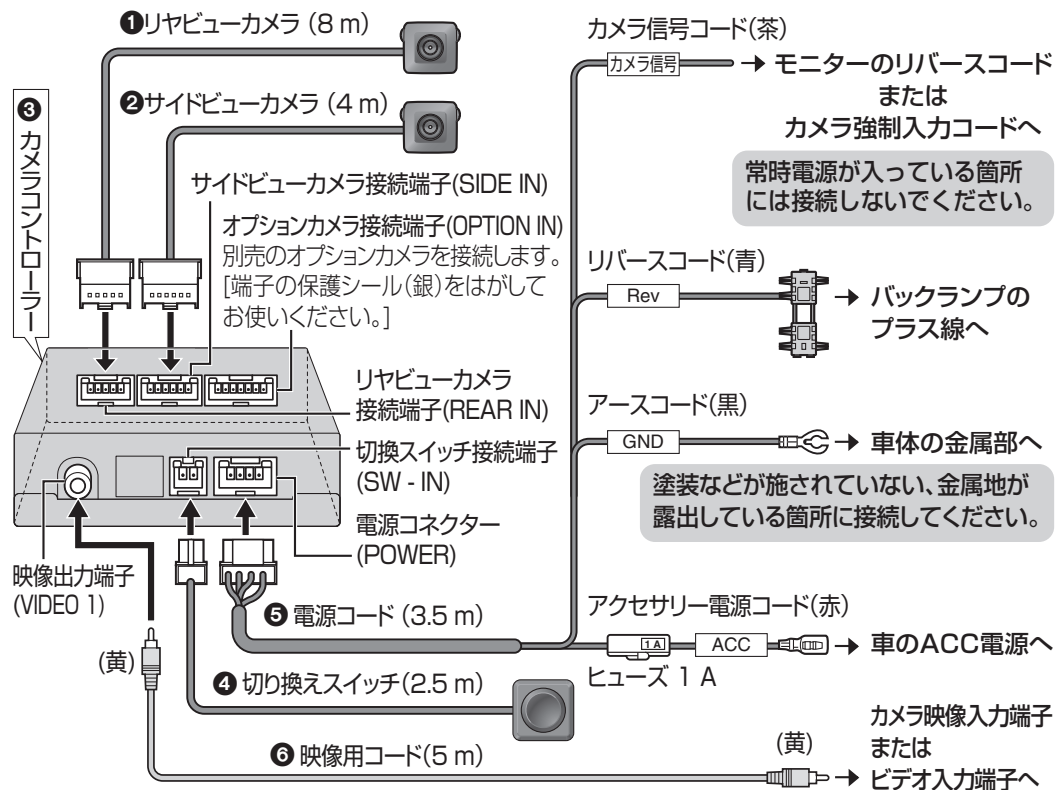 ❶リヤビューカメラ (8 m)
❷サイドビューカメラ (4 m)
❸カメラコントローラー
サイドビューカメラ接続端子(SIDE IN)
オプションカメラ接続端子(OPTION IN)
別売のオプションカメラを接続します。
[端子の保護シール(銀)をはがして
お使いください。]
リヤビューカメラ
接続端子(REAR IN)
切換スイッチ接続端子
(SW - IN)
電源コネクター
(POWER)
映像出力端子
(VIDEO 1)
(黄)
❺ 電源コード (3.5 m)
❹ 切り換えスイッチ(2.5 m)
❻ 映像用コード(5 m)
カメラ信号コード(茶)
カメラ信号
→ モニターのリバースコード
または
カメラ強制入力コードへ
常時電源が入っている箇所
には接続しないでください。
リバースコード(青)
Rev
→ バックランプの
プラス線へ
アースコード(黒)
GND
→ 車体の金属部へ
塗装などが施されていない、金属地が
露出している箇所に接続してください。
アクセサリー電源コード(赤)
1 A
ACC
→ 車のACC電源へ
ヒューズ 1 A
(黄)
カメラ映像入力端子
または
→ ビデオ入力端子へ